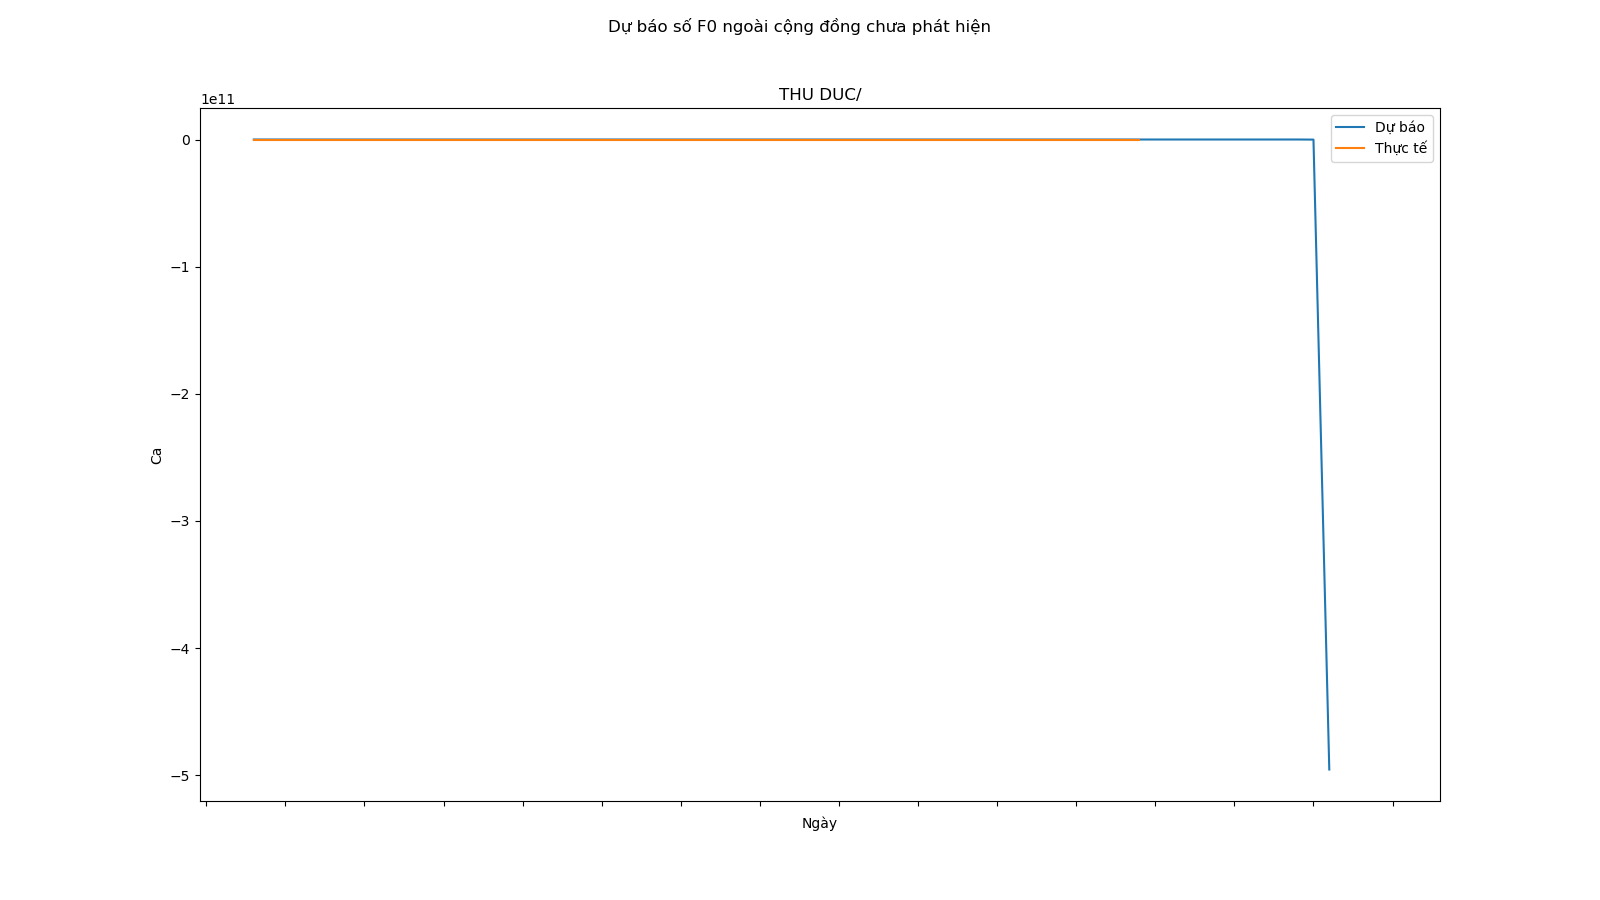 Dự báo số F0 ngoài cộng đồng chưa phát hiện
THU DUC/
1e11
Dự báo
Thực tế
0
−1
−2
−3
−4
−5
Ca
Ngày